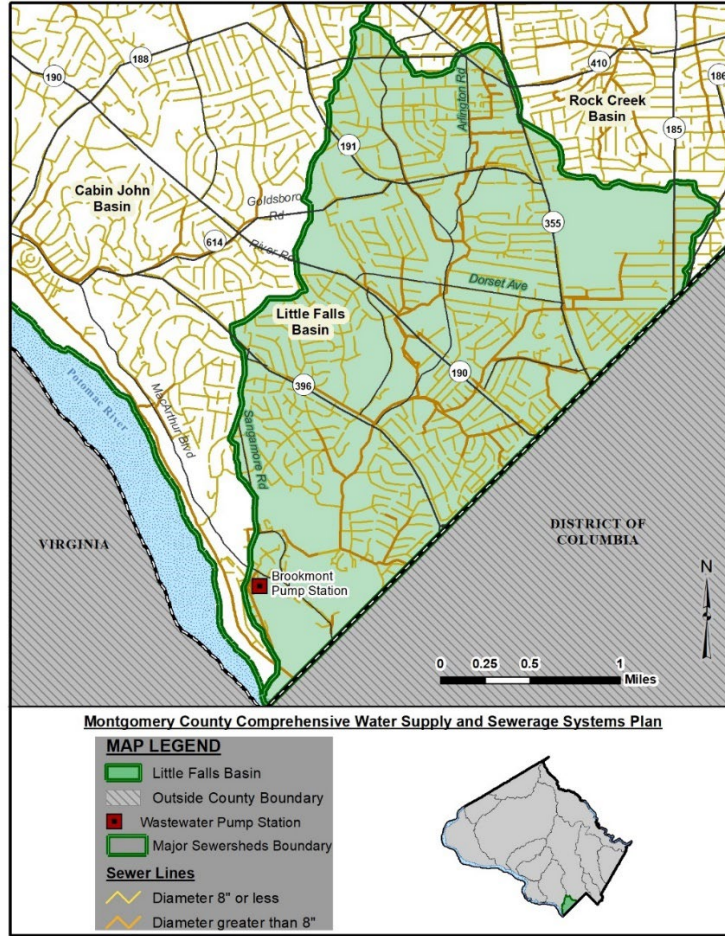 190
188
191
Arlington Rd
410
Rock Creek
Basin
186
185
Cabin John
Basin
Goldsboro
Rd
614
River Rd
355
Dorset Ave
Little Falls
Basin
396
190
Potomac River
MacArthur Blvd
Sangamore Rd
VIRGINIA
DISTRICT OF
COLUMBIA
Brookmont
Pump Station
N
0 0.25 0.5 1
Miles
Montgomery County Comprehensive Water Supply and Sewerage Systems Plan
MAP LEGEND
Little Falls Basin
Outside County Boundary
Wastewater Pump Station
Major Sewersheds Boundary
Sewer Lines
Diameter 8" or less
Diameter greater than 8"